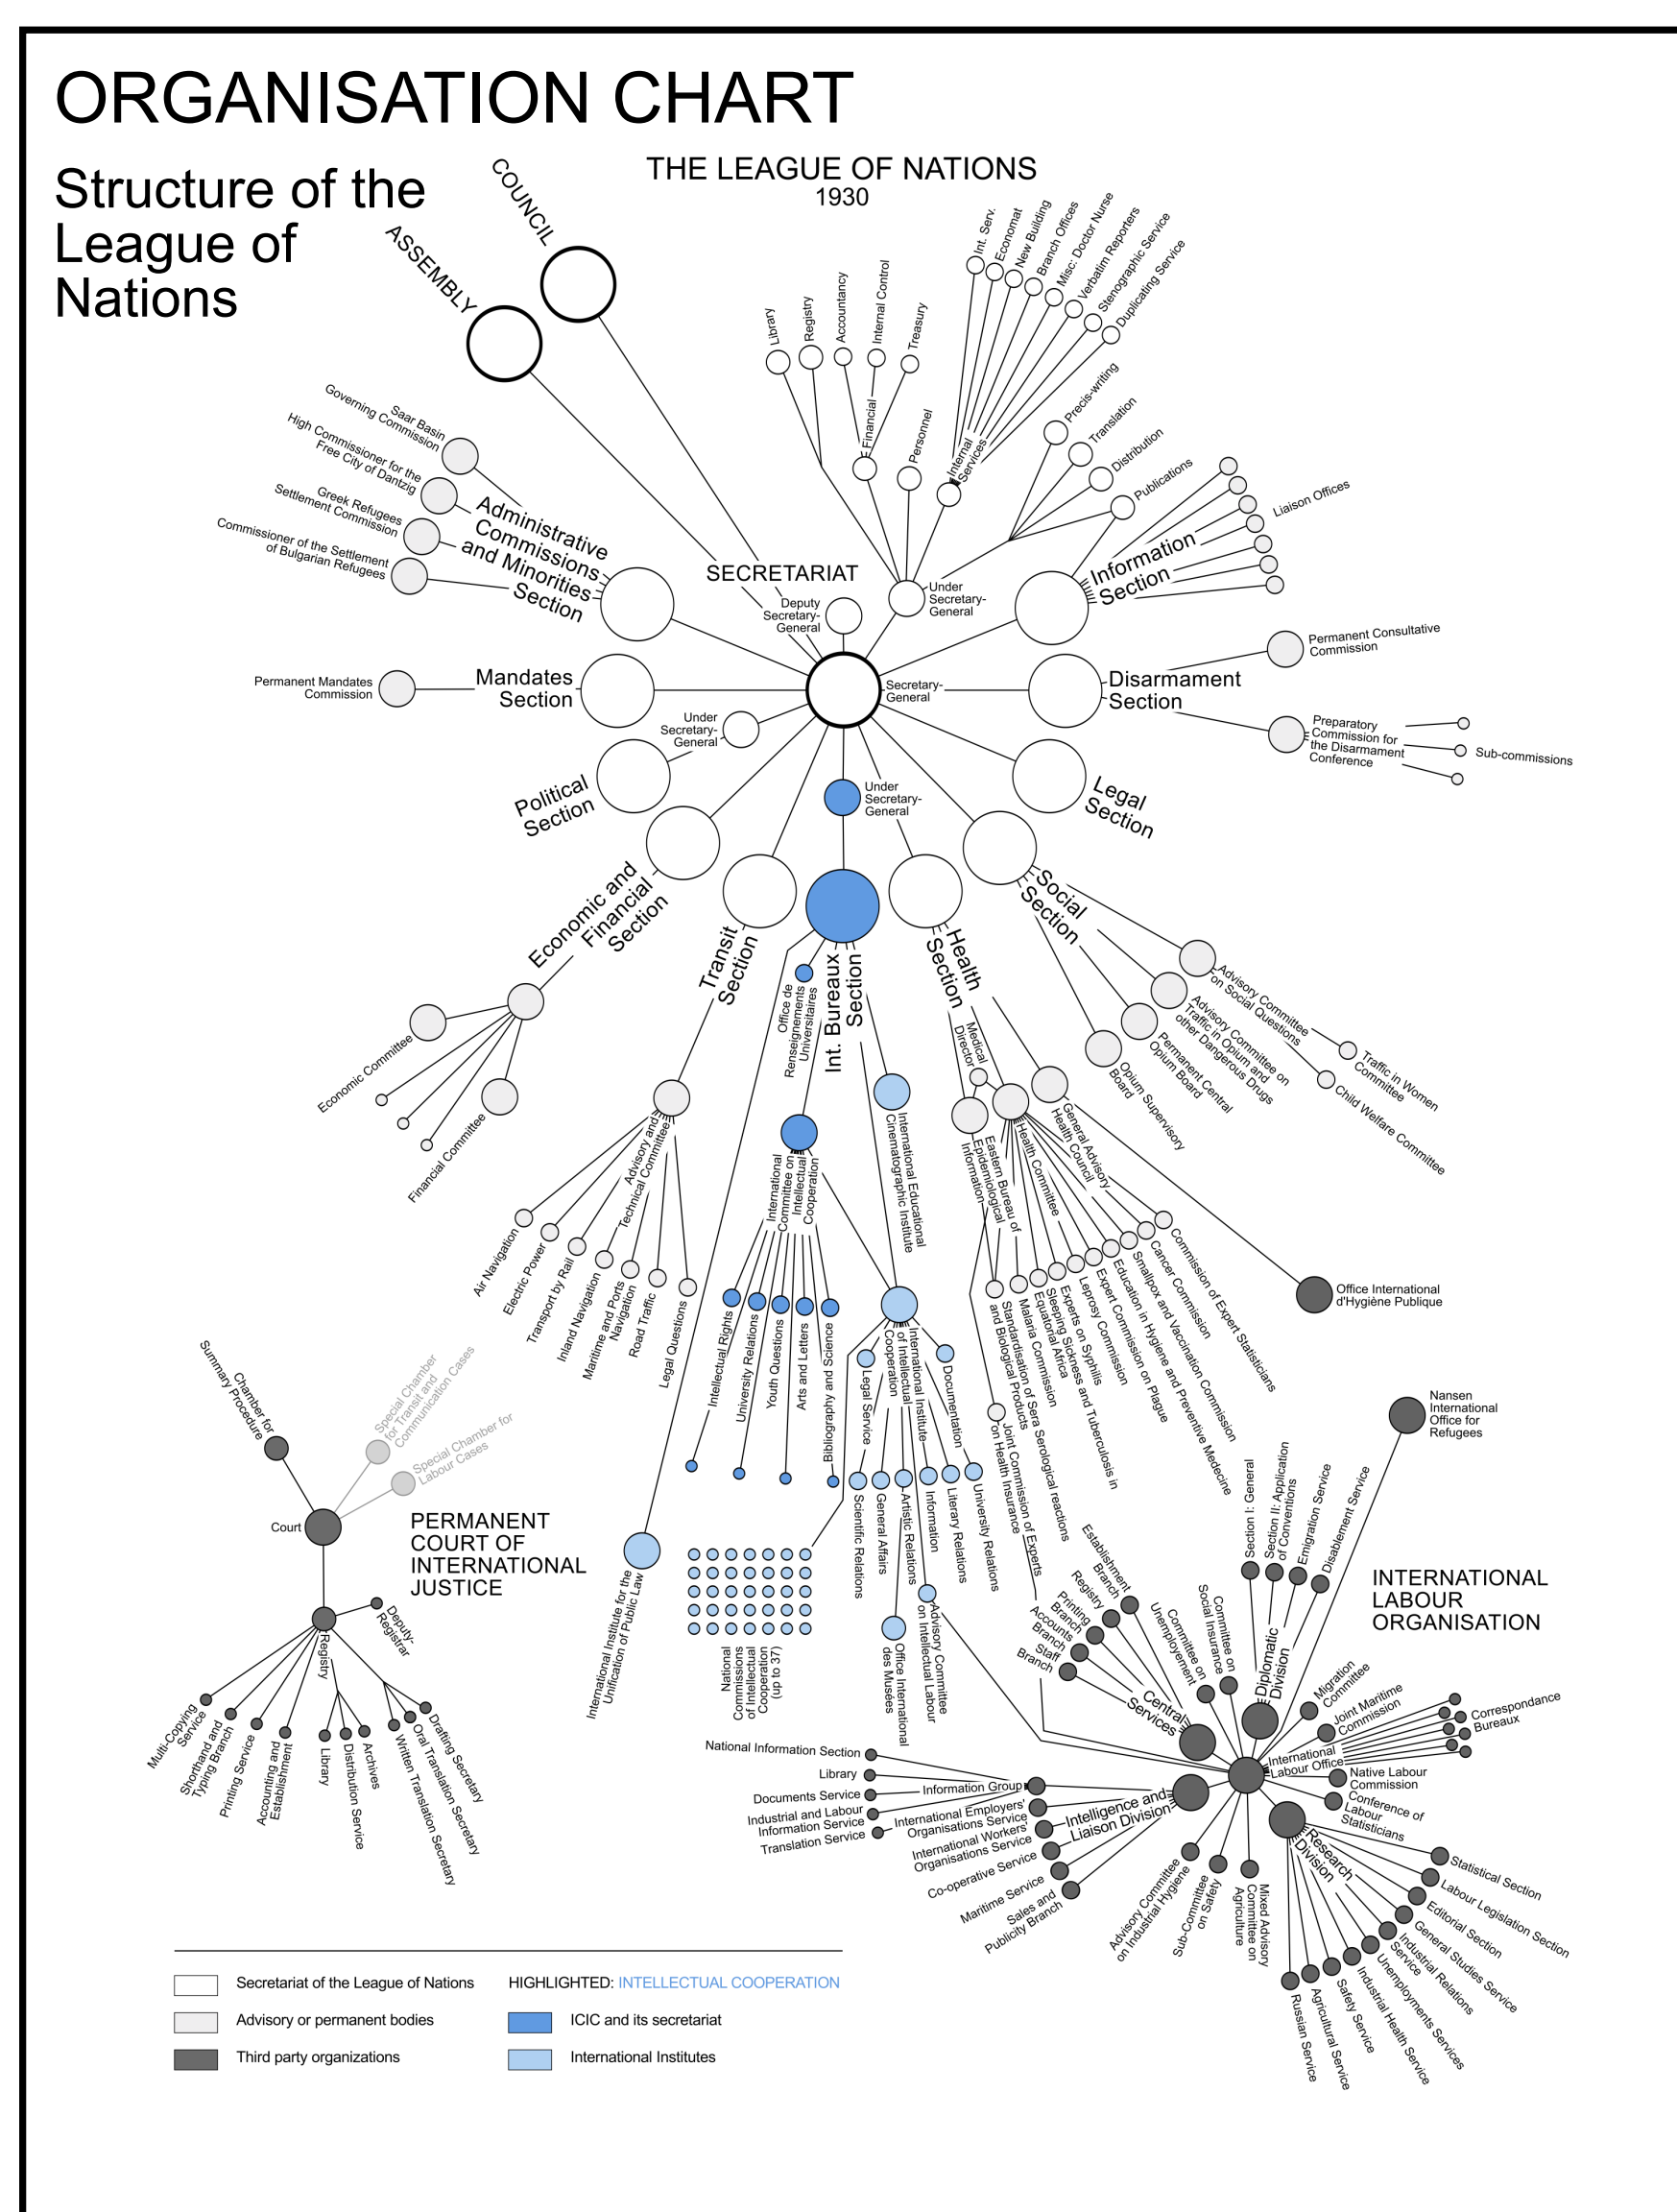 ORGANISATION CHART
Structure of the
League of
Nations
THE LEAGUE OF NATIONS
1930
COUNCIL
ASSEMBLY
SECRETARIAT
Deputy
Secretary-
General
Secretary-
General
Under
Secretary-
General
Library
Registry
Accountancy
Internal Control
Treasury
Financial
Personnel
Internal
Services
Int. Serv.
Economat
New Building
Branch Offices
Misc: Doctor Nurse
Verbatim Reporters
Stenographic Service
Duplicating Service
Precis-writing
Translation
Distribution
Publications
Information
Section
Liaison Offices
Disarmament
Section
Permanent Consultative
Commission
Preparatory
Commission for
the Disarmament
Conference
Sub-commissions
Legal
Section
Social
Section
Advisory Committee
on Social Questions
Traffic in Women
Committee
Child Welfare Committee
Advisory Committee on
Traffic in Opium and
other Dangerous Drugs
Permanent Central
Opium Board
Opium Supervisory
Board
Administrative
Commissions
and Minorities
Section
Saar Basin
Governing Commission
High Commissioner for the
Free City of Dantzig
Greek Refugees
Settlement Commission
Commissioner of the Settlement
of Bulgarian Refugees
Mandates
Section
Permanent Mandates
Commission
Under
Secretary-
General
Political
Section
Economic and
Financial
Section
Economic Committee
Financial Committee
Transit
Section
Advisory and
Technical Committee
Air Navigation
Electric Power
Transport by Rail
Inland Navigation
Maritime and Ports
Navigation
Road Traffic
Legal Questions
Under
Secretary-
General
Int. Bureaux
Section
Office de
Renseignements
Universitaires
International
Committee on
Intellectual
Cooperation
Intellectual Rights
University Relations
Youth Questions
Arts and Letters
Bibliography and Science
International Educational
Cinematographic Institute
International Institute
of Intellectual
Cooperation
Legal Service
Documentation
Scientific Relations
General Affairs
Artistic Relations
Information
Literary Relations
University Relations
Office International
des Musées
Advisory Committee
on Intellectual Labour
National
Commissions
of Intellectual
Cooperation
(up to 37)
International Institute for the
Unification of Public Law
Health
Section
Medical
Director
Eastern Bureau of
Epidemiological
Information
Health Committee
General Advisory
Health Council
Office International
d'Hygiène Publique
Standardisation of Sera Serological reactions
and Biological Products
Malaria Commission
Sleeping Sickness and Tuberculosis in
Equatorial Africa
Experts on Syphilis
Leprosy Commission
Expert Commission on Plague
Education in Hygiene and Preventive Medecine
Smallpox and Vaccination Commission
Cancer Commission
Commission of Expert Statisticians
Joint Commission of Experts
on Health Insurance
PERMANENT
COURT OF
INTERNATIONAL
JUSTICE
Chamber for
Summary Procedure
Special Chamber
for Transit and
Communication Cases
Special Chamber for
Labour Cases
Court
Registry
Deputy-
Registrar
Multi-Copying
Service
Shorthand and
Typing Branch
Printing Service
Accounting and
Establishment
Library
Distribution Service
Archives
Written Translation Secretary
Oral Translation Secretary
Drafting Secretary
INTERNATIONAL
LABOUR
ORGANISATION
Nansen
International
Office for
Refugees
Section I: General
Section II: Application
of Conventions
Emigration Service
Disablement Service
Diplomatic
Division
Committee on
Social Insurance
Committee on
Unemployment
Central
Services
Establishment
Branch
Registry
Printing
Branch
Accounts
Branch
Staff
Branch
Migration
Committee
Joint Maritime
Commission
Correspondance
Bureaux
International
Labour Office
Native Labour
Commission
Conference of
Labour
Statisticians
Research
Division
Statistical Section
Labour Legislation Section
Editorial Section
General Studies Service
Industrial Relations
Service
Unemployments Services
Industrial Health Service
Safety Service
Agricultural Service
Russian Service
Mixed Advisory
Committee on
Agriculture
Sub-Committee
on Safety
Advisory Committee
on Industrial Hygiene
Intelligence and
Liaison Division
Information Group
National Information Section
Library
Documents Service
Industrial and Labour
Information Service
Translation Service
International Employers'
Organisations Service
International Workers'
Organisations Service
Co-operative Service
Maritime Service
Sales and
Publicity Branch
Secretariat of the League of Nations
Advisory or permanent bodies
Third party organizations
HIGHLIGHTED: INTELLECTUAL COOPERATION
ICIC and its secretariat
International Institutes